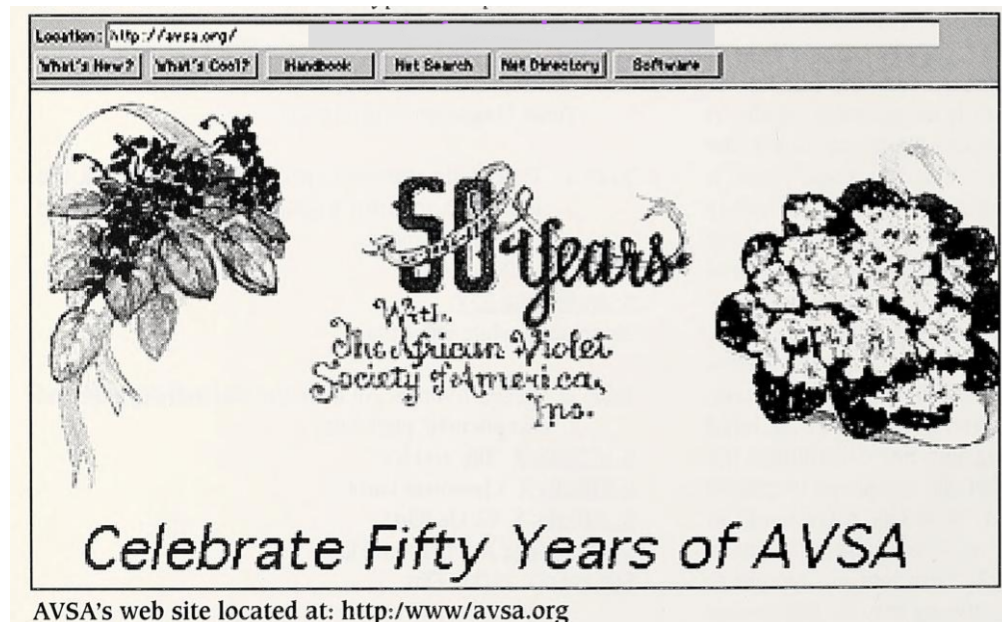 Location: http://avsa.org/
What's New? What's Cool? Handbook Net Search Net Directory Software
50 Years
With
The African Violet
Society of America,
Inc.
Celebrate Fifty Years of AVSA
AVSA's web site located at: http:/www/avsa.org